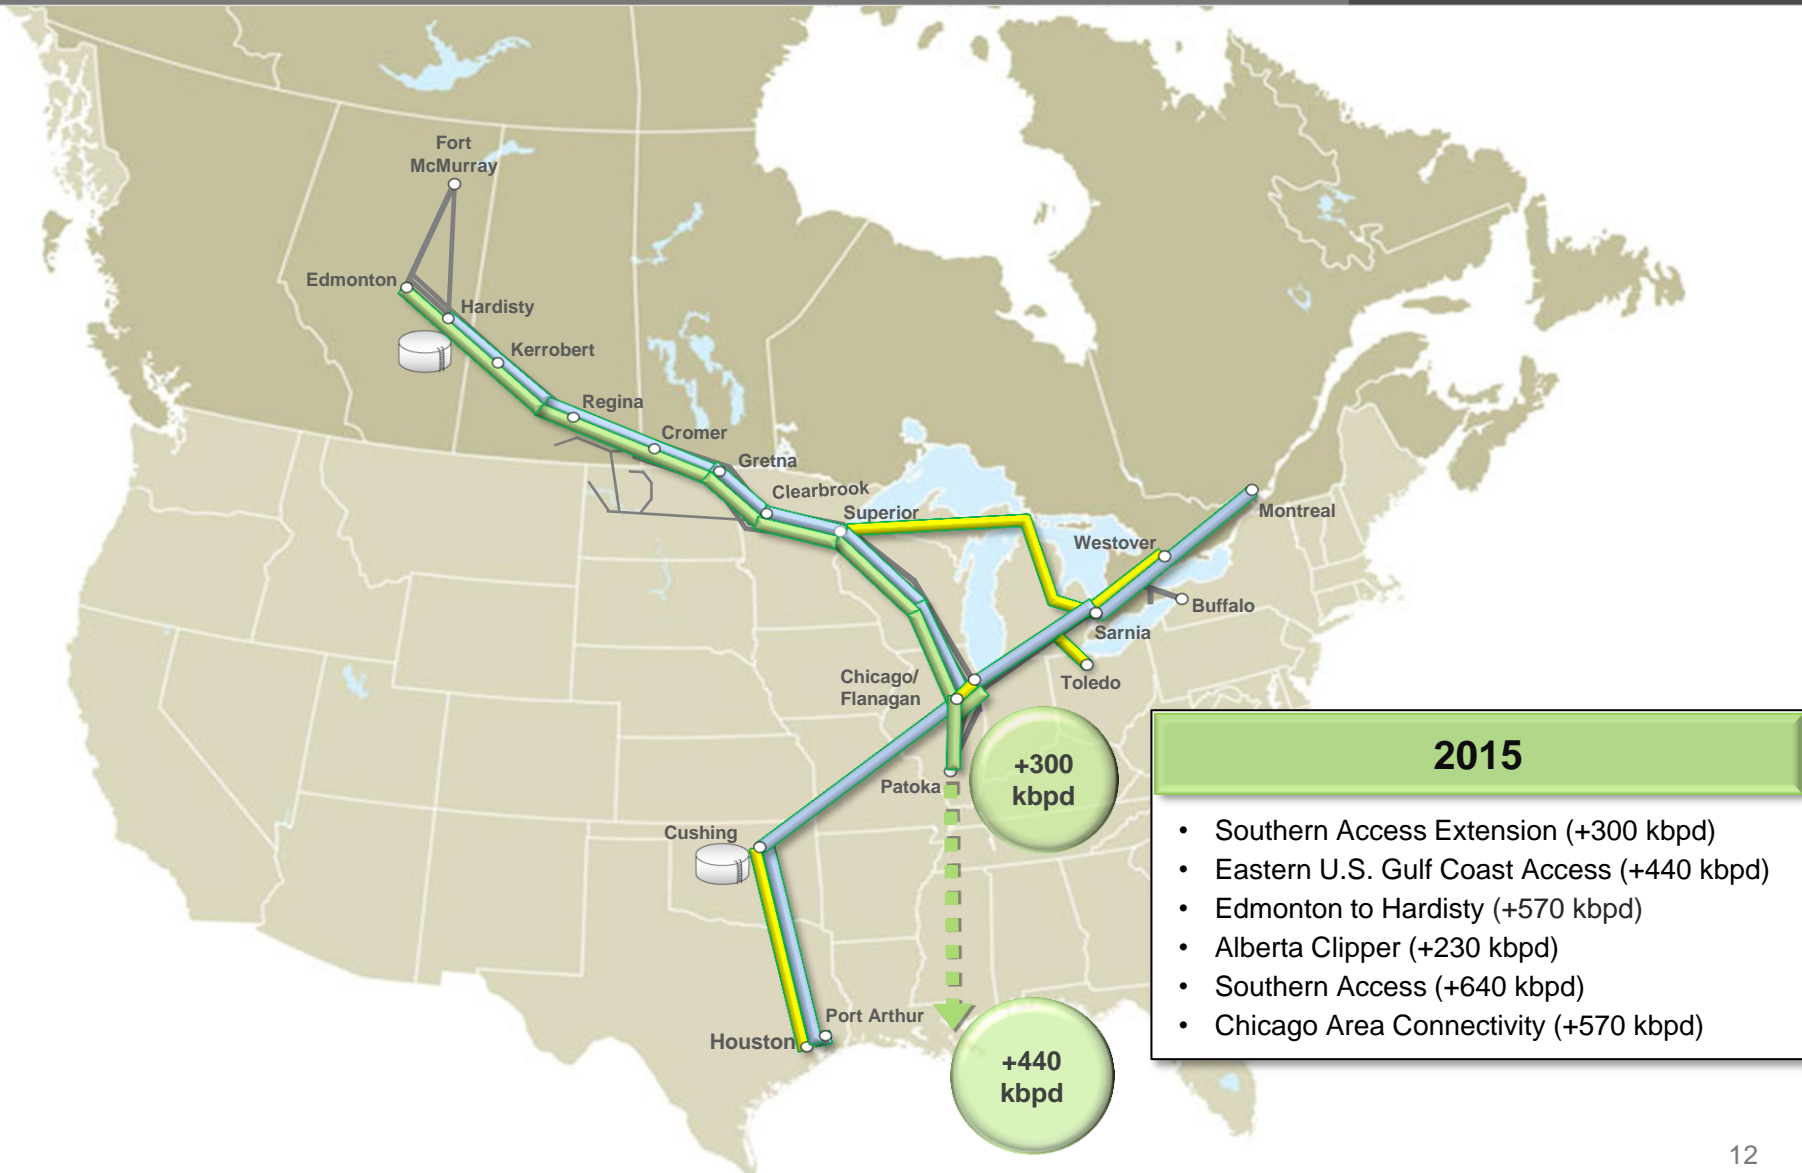 Fort
McMurray
Edmonton
Hardisty
Kerrobert
Regina
Cromer
Gretna
Clearbrook
Superior
Montreal
Westover
Buffalo
Sarnia
Toledo
Chicago/
Flanagan
Patoka
+300
kbpd
Cushing
Port Arthur
Houston
+440
kbpd
2015
• Southern Access Extension (+300 kbpd)
• Eastern U.S. Gulf Coast Access (+440 kbpd)
• Edmonton to Hardisty (+570 kbpd)
• Alberta Clipper (+230 kbpd)
• Southern Access (+640 kbpd)
• Chicago Area Connectivity (+570 kbpd)
12